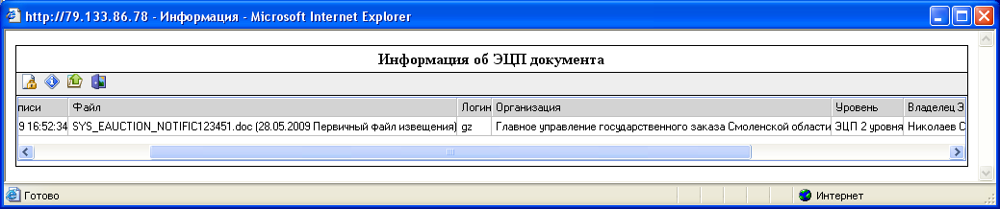 http://79.133.86.78 - Информация - Microsoft Internet Explorer
Информация об ЭЦП документа
писи Файл Логин Организация Уровень Владелец Э
9 16:52:34 SYS_EAUCTION_NOTIFIC123451.doc (28.05.2009 Первичный файл извещения) gz Главное управление государственного заказа Смоленской области ЭЦП 2 уровня Николаев С
Готово Интернет